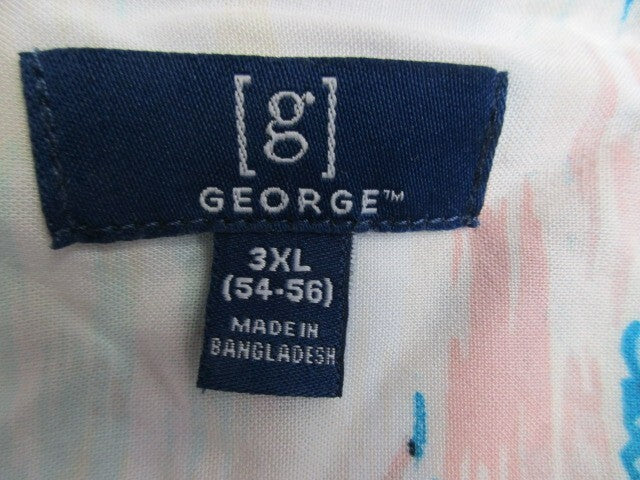 [g]
GEORGE™
3XL
(54-56)
MADE IN
BANGLADESH